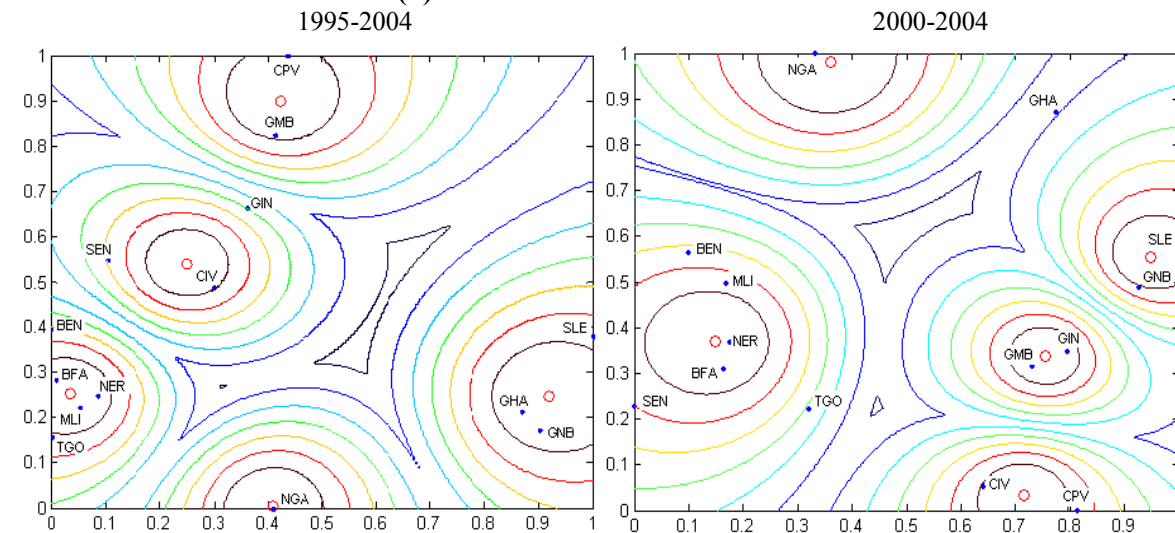 1995-2004
2000-2004
1
0.9
0.8
0.7
0.6
0.5
0.4
0.3
0.2
0.1
0
0
0.1
0.2
0.3
0.4
0.5
0.6
0.7
0.8
0.9
1
CPV
GMB
GIN
SEN
CIV
BEN
SLE
BFA
NER
GHA
MLI
GNB
TGO
NGA
1
0.9
0.8
0.7
0.6
0.5
0.4
0.3
0.2
0.1
0
0
0.1
0.2
0.3
0.4
0.5
0.6
0.7
0.8
0.9
NGA
GHA
SLE
BEN
MLI
GNB
NER
GIN
GMB
BFA
SEN
TGO
CIV
CPV